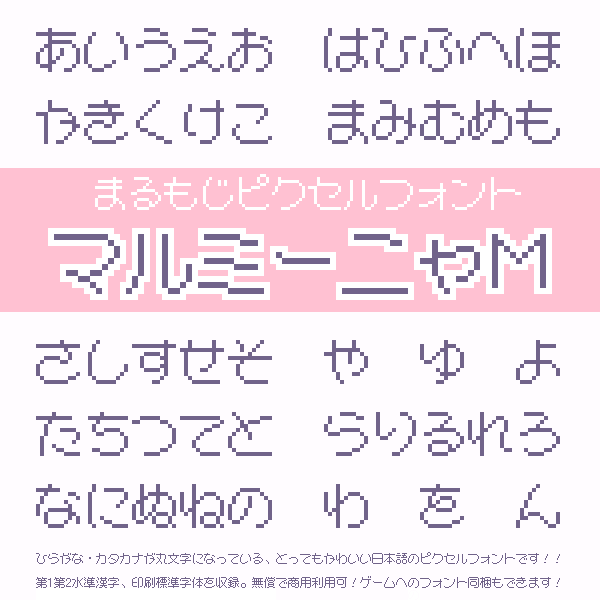 あいうえお はひふへほ
かきくけこ まみむめも
まるもじピクセルフォント
マルミーニャM
さしすせそ や ゆ よ
たちつてと らりるれろ
なにぬねの わ を ん
ひらがな・カタカナが丸文字になっている、とってもかわいい日本語のピクセルフォントです！！
第1第2水準漢字、印刷標準字体を収録。無償で商用利用可！ゲームへのフォント同梱もできます！